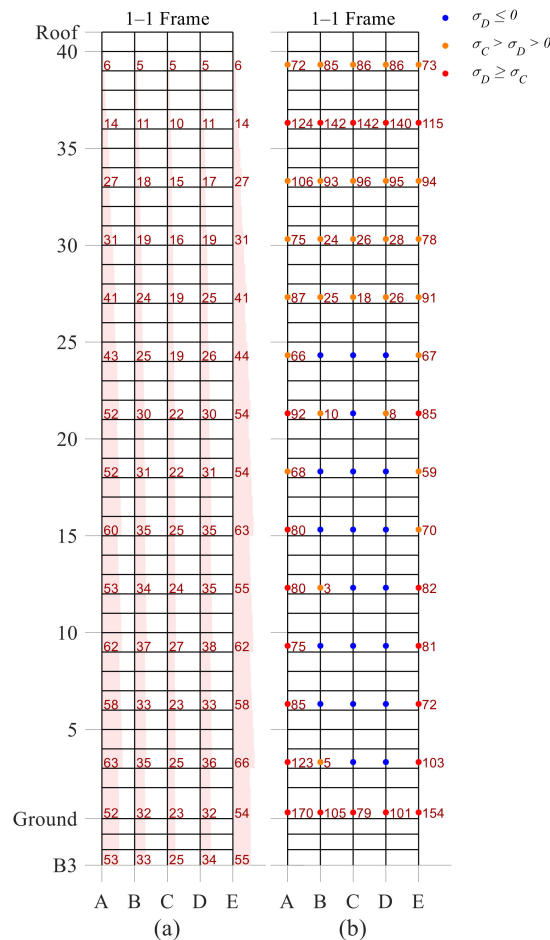 1–1 Frame 1–1 Frame
σD ≤ 0
σC > σD > 0
σD ≥ σC
Roof
40
6 5 5 5 6 72 85 86 86 73
14 11 10 11 14 124 142 142 140 115
35
27 18 15 17 27 106 93 96 95 94
30
31 19 16 19 31 75 24 26 28 78
41 24 19 25 41 87 25 18 26 91
25
43 25 19 26 44 66 67
52 30 22 30 54 92 10 8 85
20
52 31 22 31 54 68 59
15
60 35 25 35 63 80 70
53 34 24 35 55 80 3 82
10
62 37 27 38 62 75 81
58 33 23 33 58 85 72
5
63 35 25 36 66 123 5 103
Ground
52 32 23 32 54 170 105 79 101 154
B3
53 33 25 34 55
A B C D E A B C D E
(a) (b)